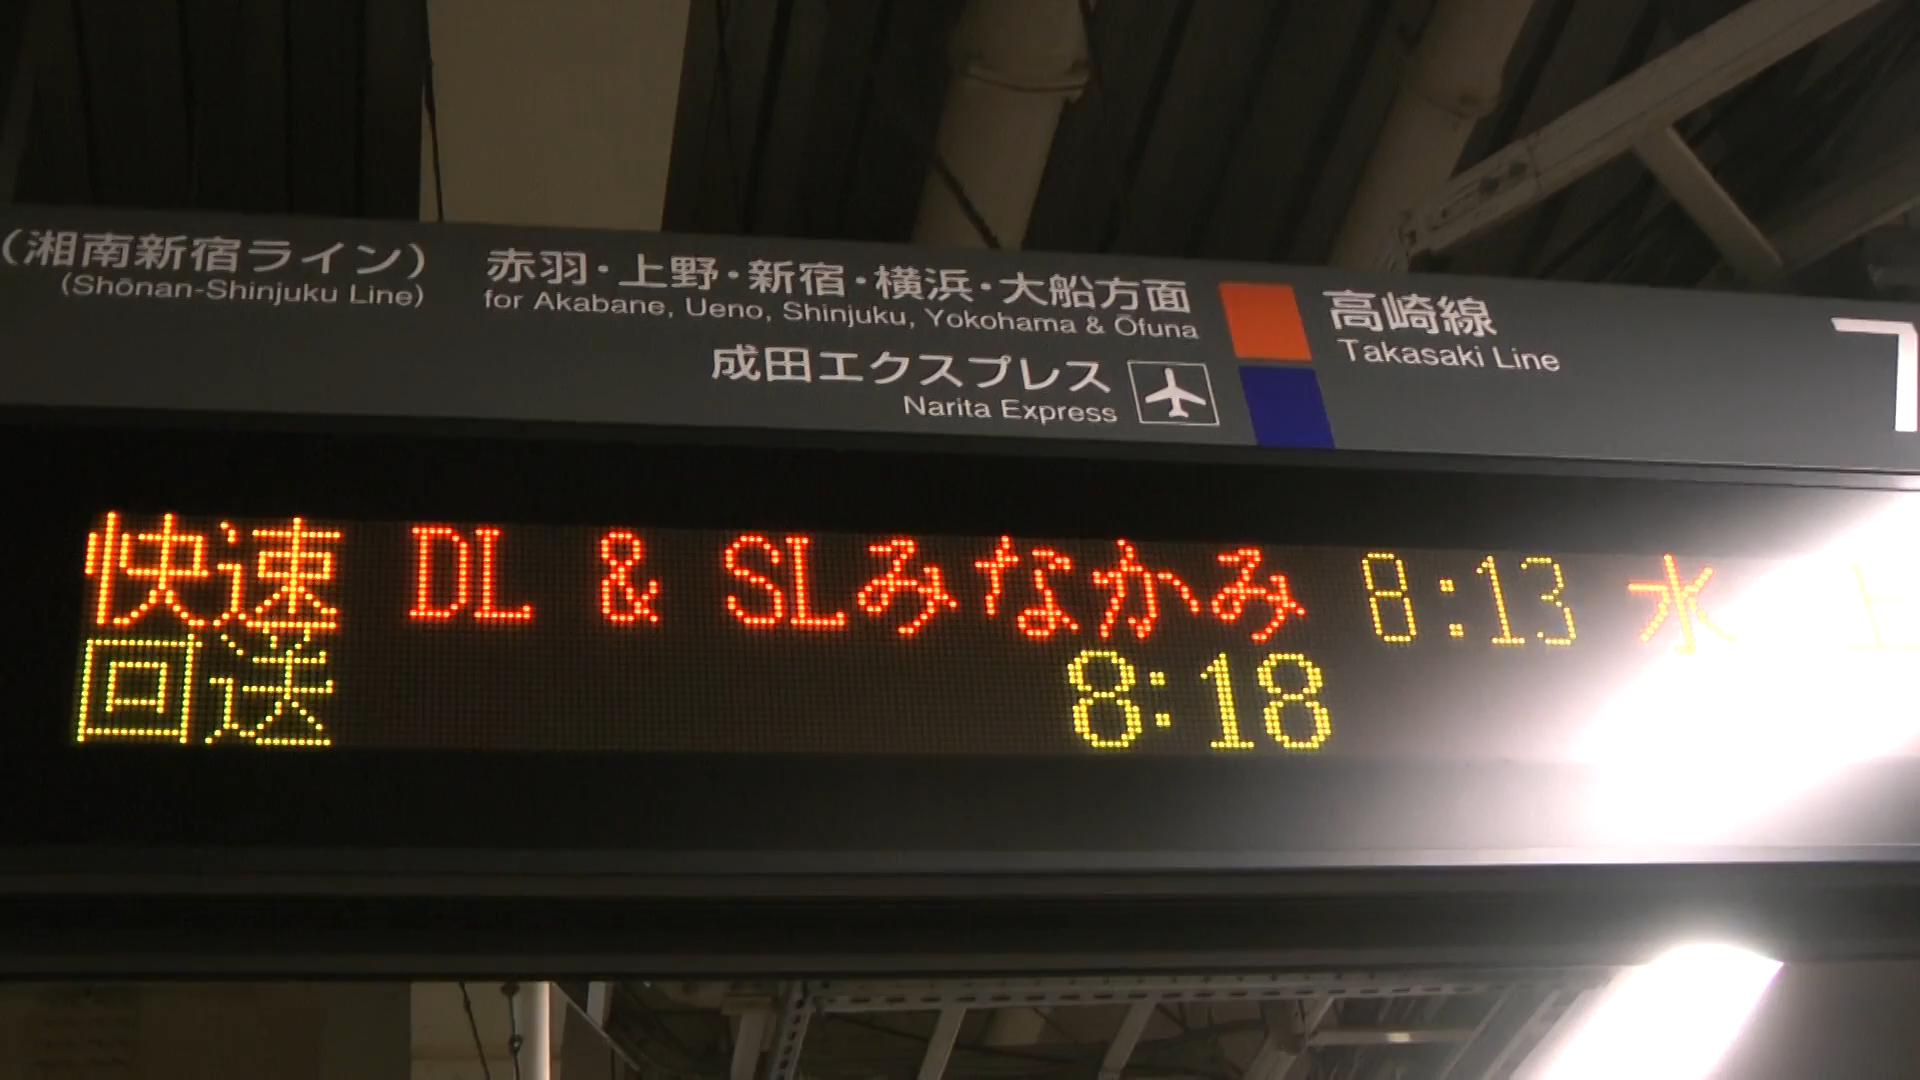 (湘南新宿ライン)
(Shōnan-Shinjuku Line)
赤羽・上野・新宿・横浜・大船方面
for Akabane, Ueno, Shinjuku, Yokohama & Ōfuna
成田エクスプレス
Narita Express
高崎線
Takasaki Line
快速 DL & SLみなかみ 8:13 水 上
回送 8:18